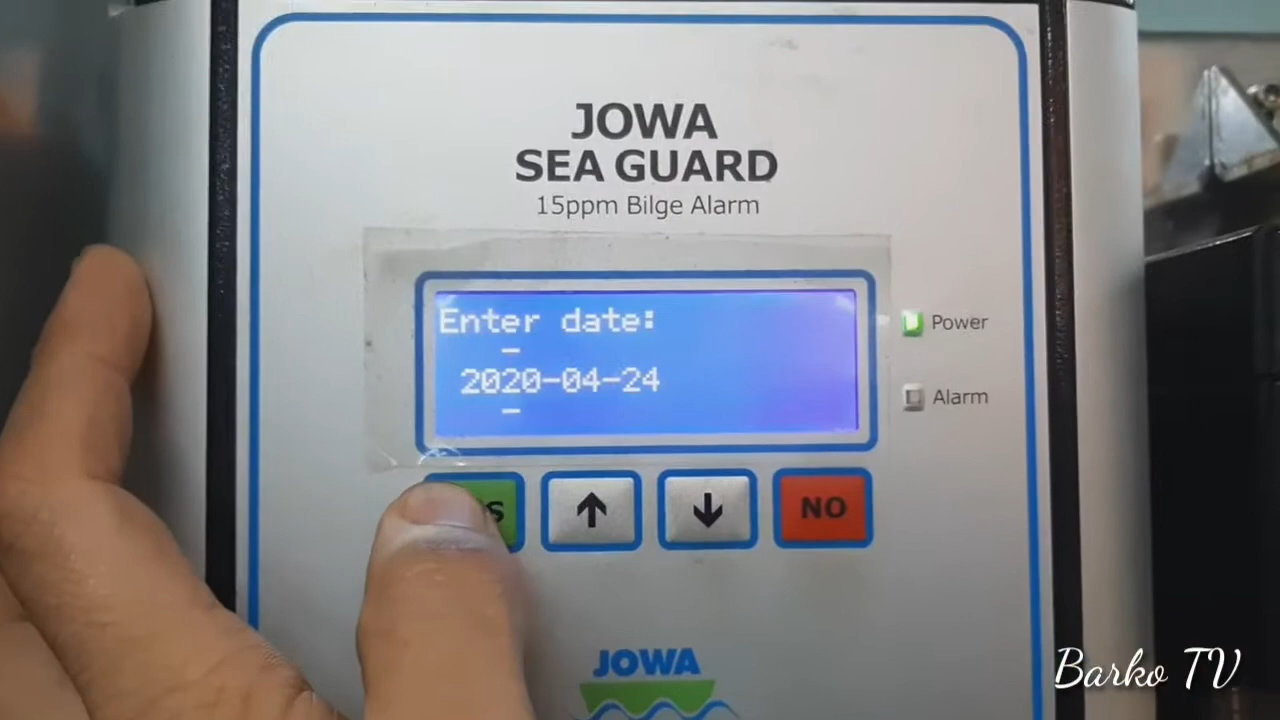 JOWA
SEA GUARD
15ppm Bilge Alarm
Enter date:
2020-04-24
Power
Alarm
NO
JOWA
Barko TV